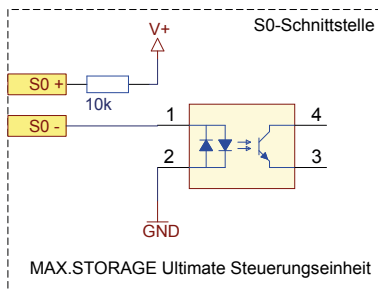 S0-Schnittstelle
V+
S0 +
10k
S0 -
1
4
2
3
GND
MAX.STORAGE Ultimate Steuerungseinheit